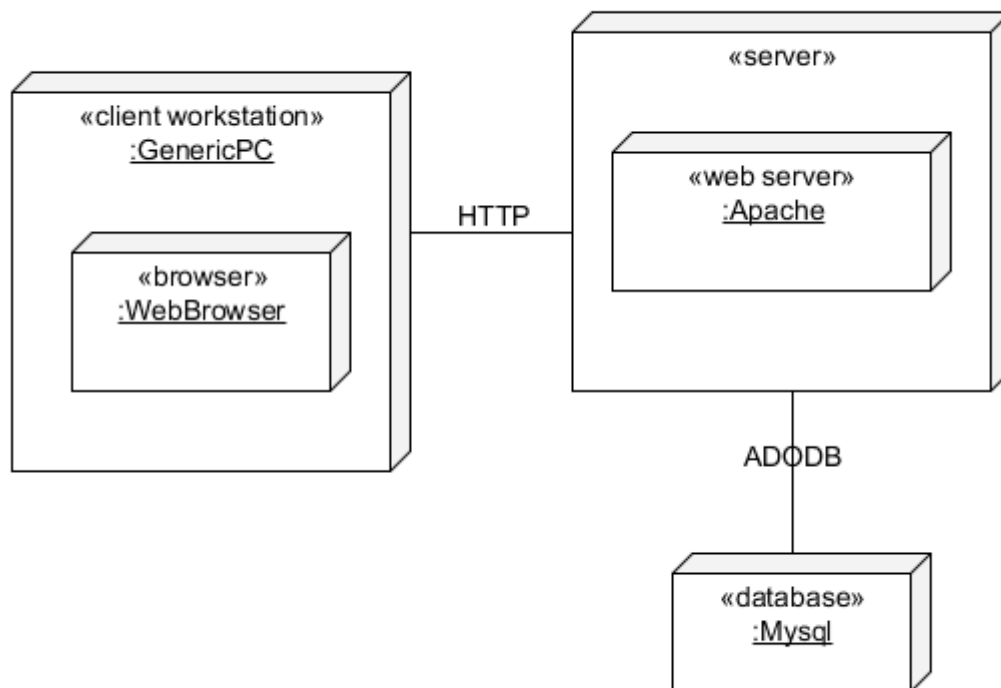 «client workstation»
:GenericPC
«browser»
:WebBrowser
HTTP
«server»
«web server»
:Apache
ADODB
«database»
:Mysql